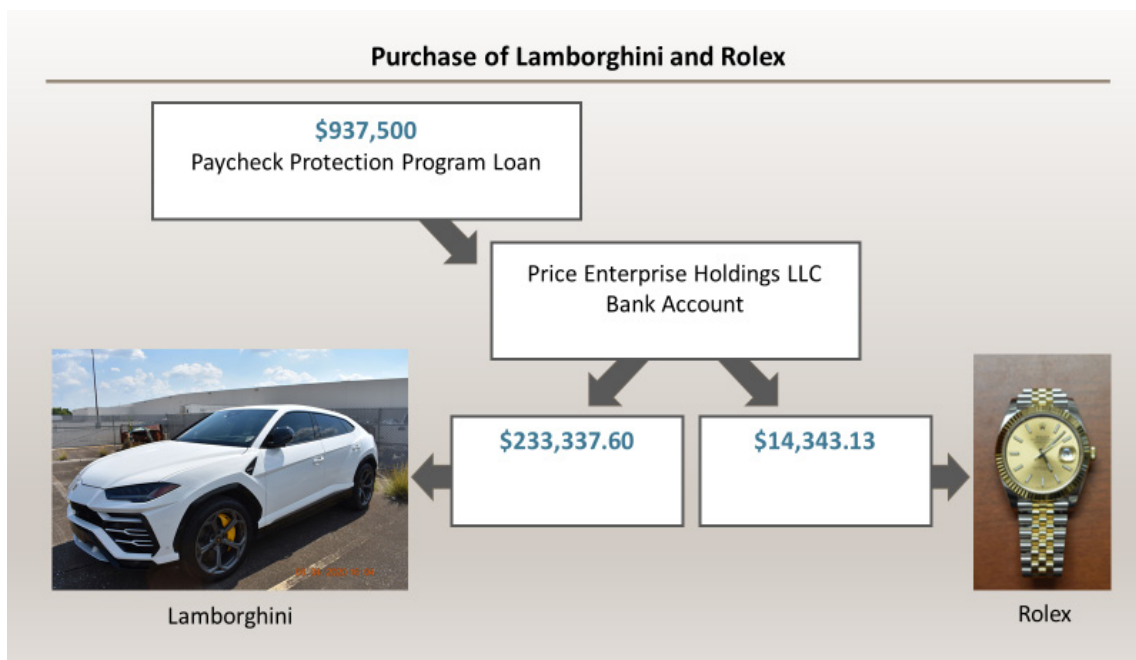 Purchase of Lamborghini and Rolex
$937,500
Paycheck Protection Program Loan
Price Enterprise Holdings LLC
Bank Account
$233,337.60
$14,343.13
Lamborghini
Rolex